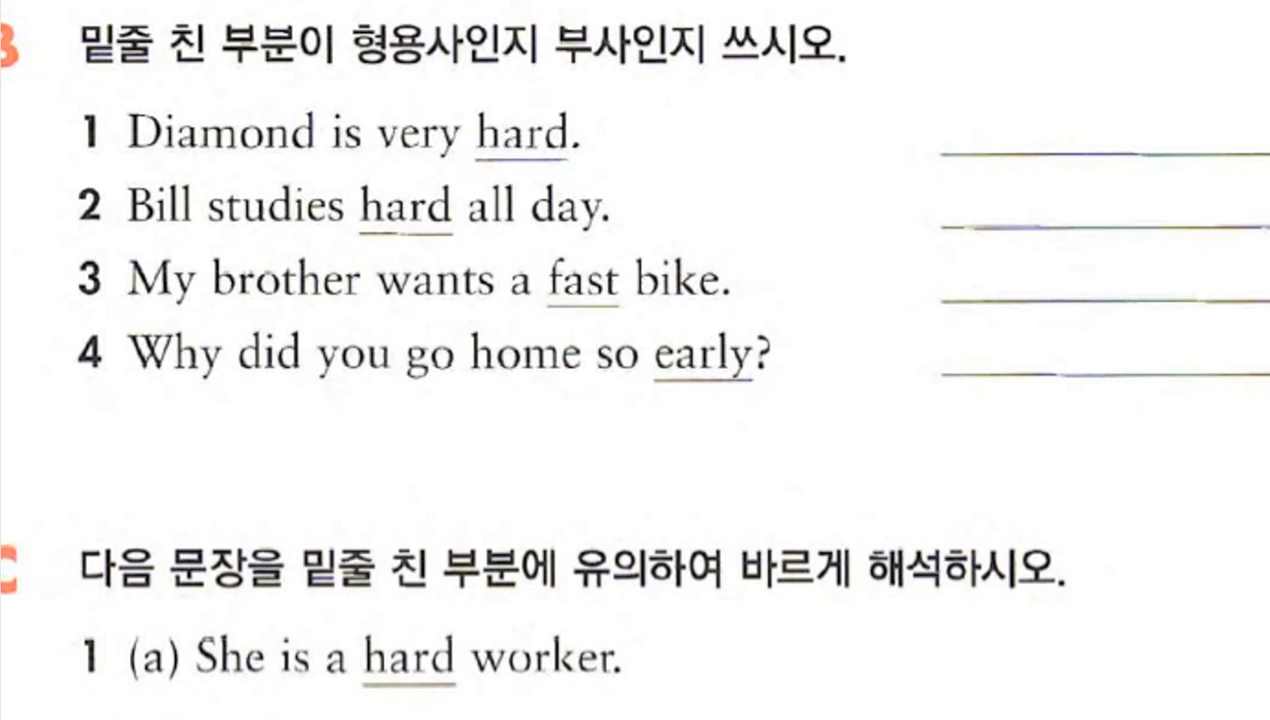 B 밑줄 친 부분이 형용사인지 부사인지 쓰시오.
1 Diamond is very hard.
2 Bill studies hard all day.
3 My brother wants a fast bike.
4 Why did you go home so early?
C 다음 문장을 밑줄 친 부분에 유의하여 바르게 해석하시오.
1 (a) She is a hard worker.